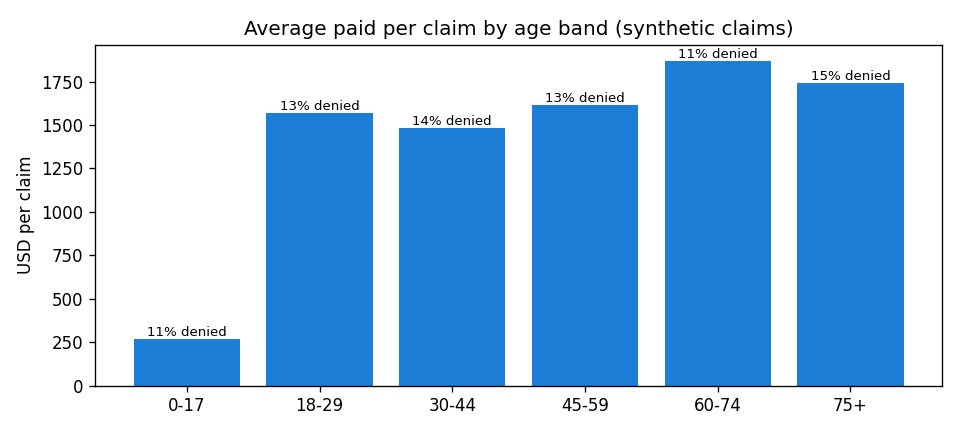 Average paid per claim by age band (synthetic claims)
USD per claim
1750
1500
1250
1000
750
500
250
0
11% denied
13% denied
14% denied
13% denied
11% denied
15% denied
0-17
18-29
30-44
45-59
60-74
75+